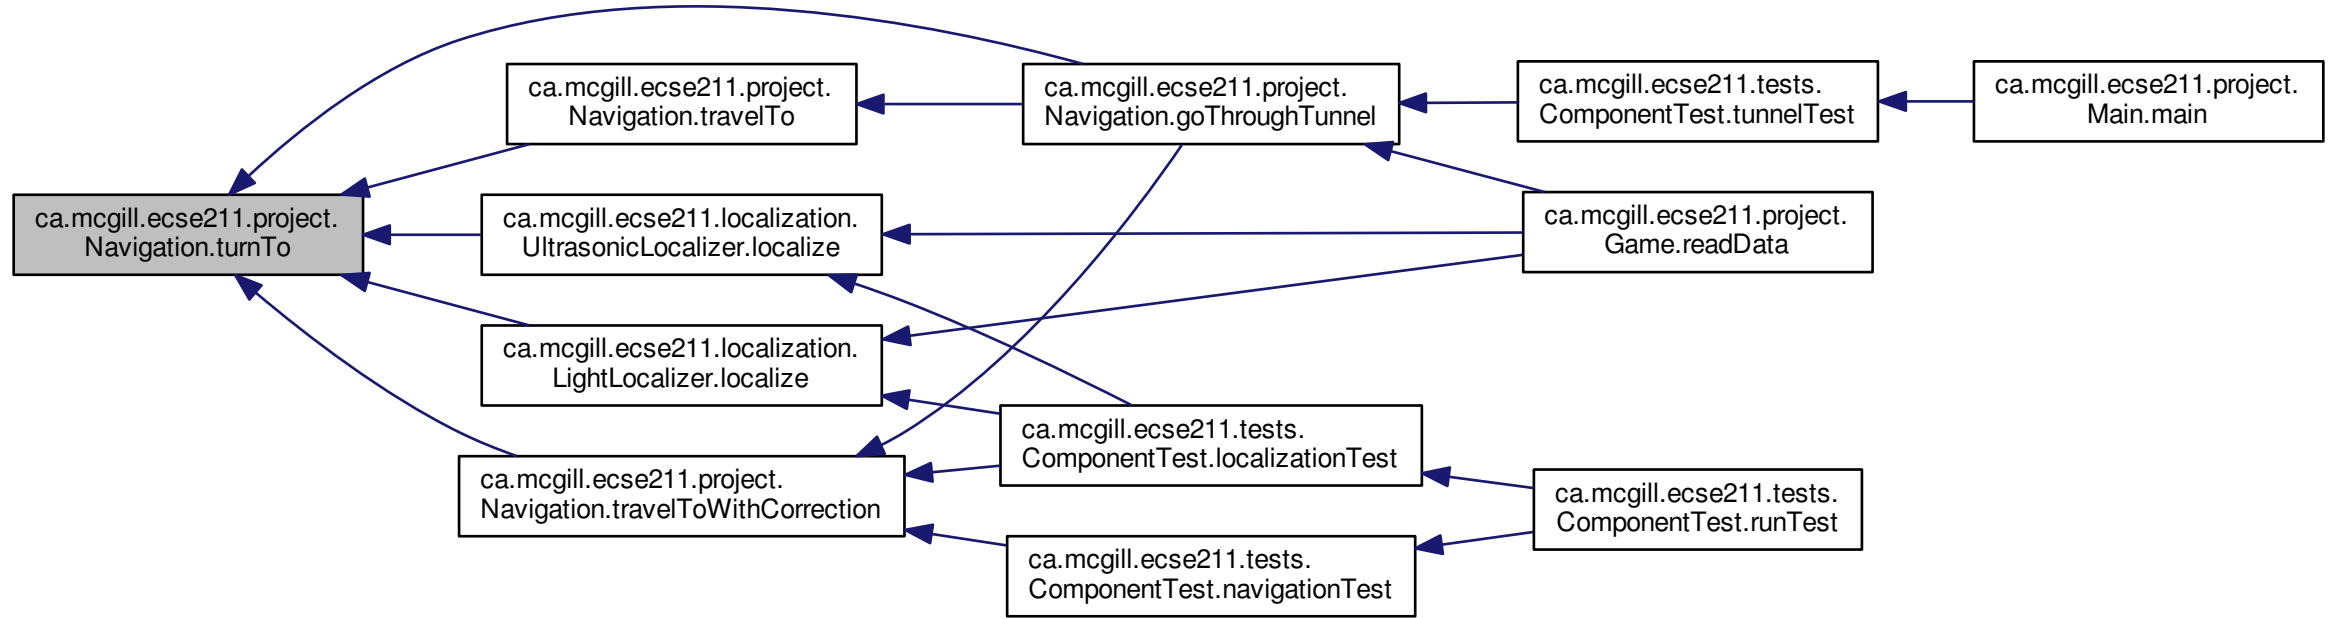 ca.mcgill.ecse211.project.
Navigation.turnTo
ca.mcgill.ecse211.project.
Navigation.travelTo
ca.mcgill.ecse211.localization.
UltrasonicLocalizer.localize
ca.mcgill.ecse211.localization.
LightLocalizer.localize
ca.mcgill.ecse211.project.
Navigation.travelToWithCorrection
ca.mcgill.ecse211.project.
Navigation.goThroughTunnel
ca.mcgill.ecse211.tests.
ComponentTest.localizationTest
ca.mcgill.ecse211.tests.
ComponentTest.navigationTest
ca.mcgill.ecse211.tests.
ComponentTest.tunnelTest
ca.mcgill.ecse211.project.
Game.readData
ca.mcgill.ecse211.tests.
ComponentTest.runTest
ca.mcgill.ecse211.project.
Main.main